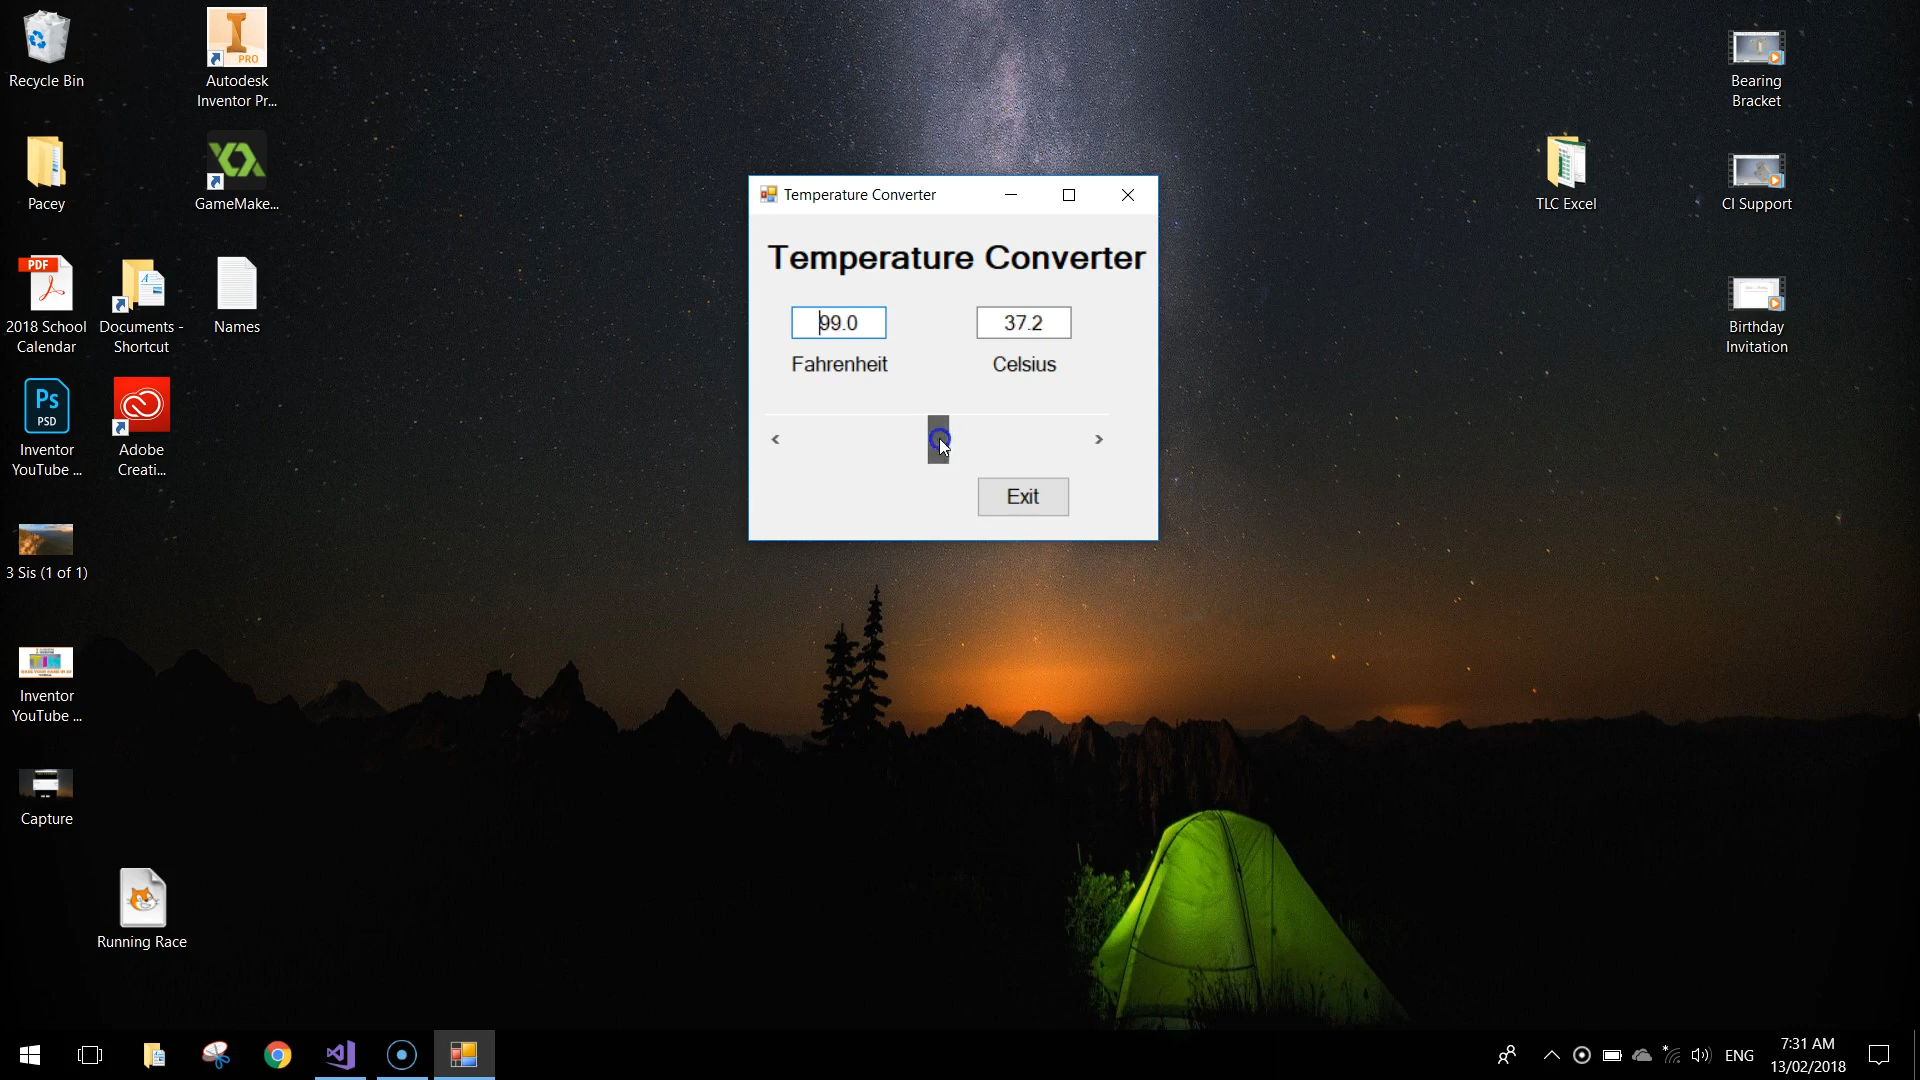 Recycle Bin
Autodesk
Inventor Pr...
PRO
Pacey
GameMake...
PDF
2018 School
Calendar
Documents -
Shortcut
Names
Ps
PSD
Inventor
YouTube ...
Adobe
Creati...
3 Sis (1 of 1)
Inventor
YouTube ...
Capture
Running Race
Temperature Converter
Temperature Converter
99.0
37.2
Fahrenheit
Celsius
Exit
Bearing
Bracket
TLC Excel
CI Support
Birthday
Invitation
ENG
7:31 AM
13/02/2018